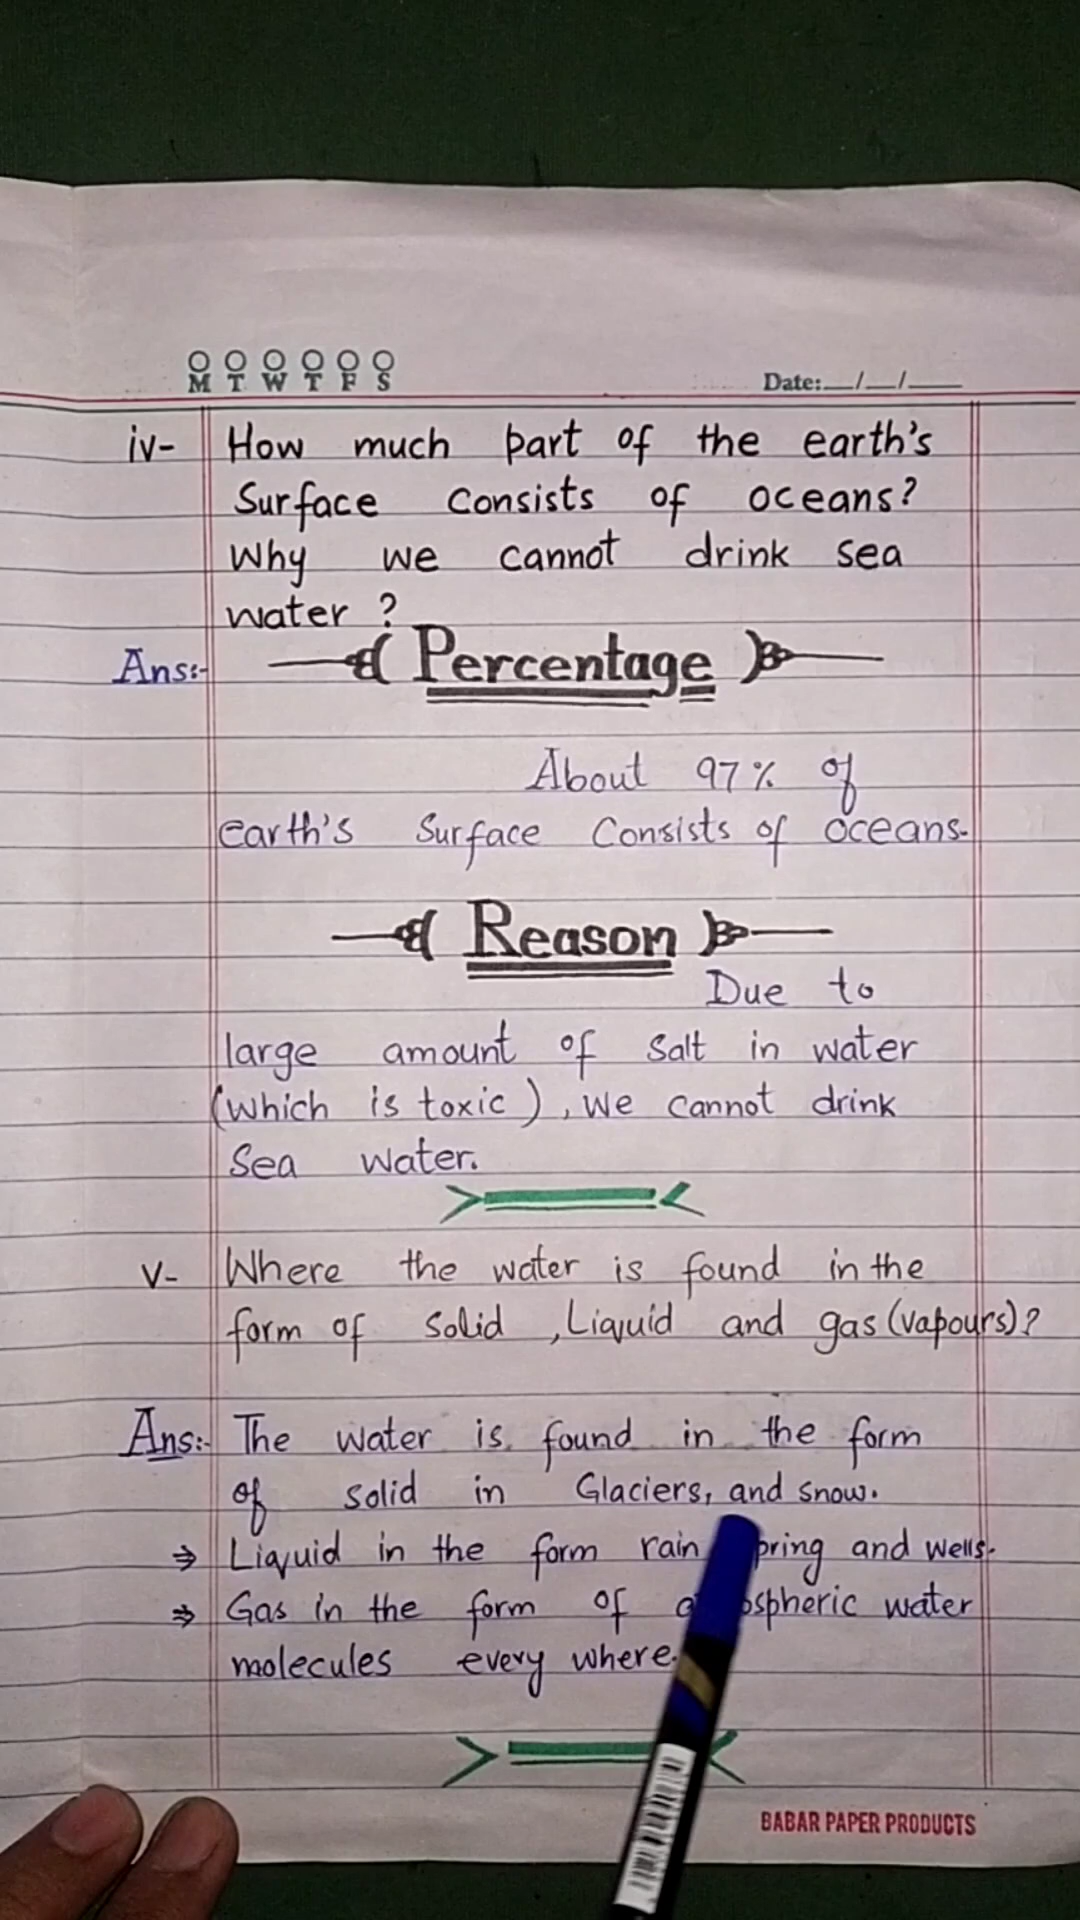 M T W T F S
Date:__/__/____
iv- How much part of the earth's
Surface Consists of oceans?
Why we cannot drink sea
water ?
Ans:- Percentage
About 97% of
earth's Surface Consists of oceans.
Reason
Due to
large amount of salt in water
(which is toxic), we cannot drink
Sea water.
v- Where the water is found in the
form of solid, Liquid and gas (vapours)?
Ans:- The water is found in the form
of solid in Glaciers, and snow.
⇒ Liquid in the form rain pring and wells.
⇒ Gas in the form of ospheric water
molecules every where.
BABAR PAPER PRODUCTS